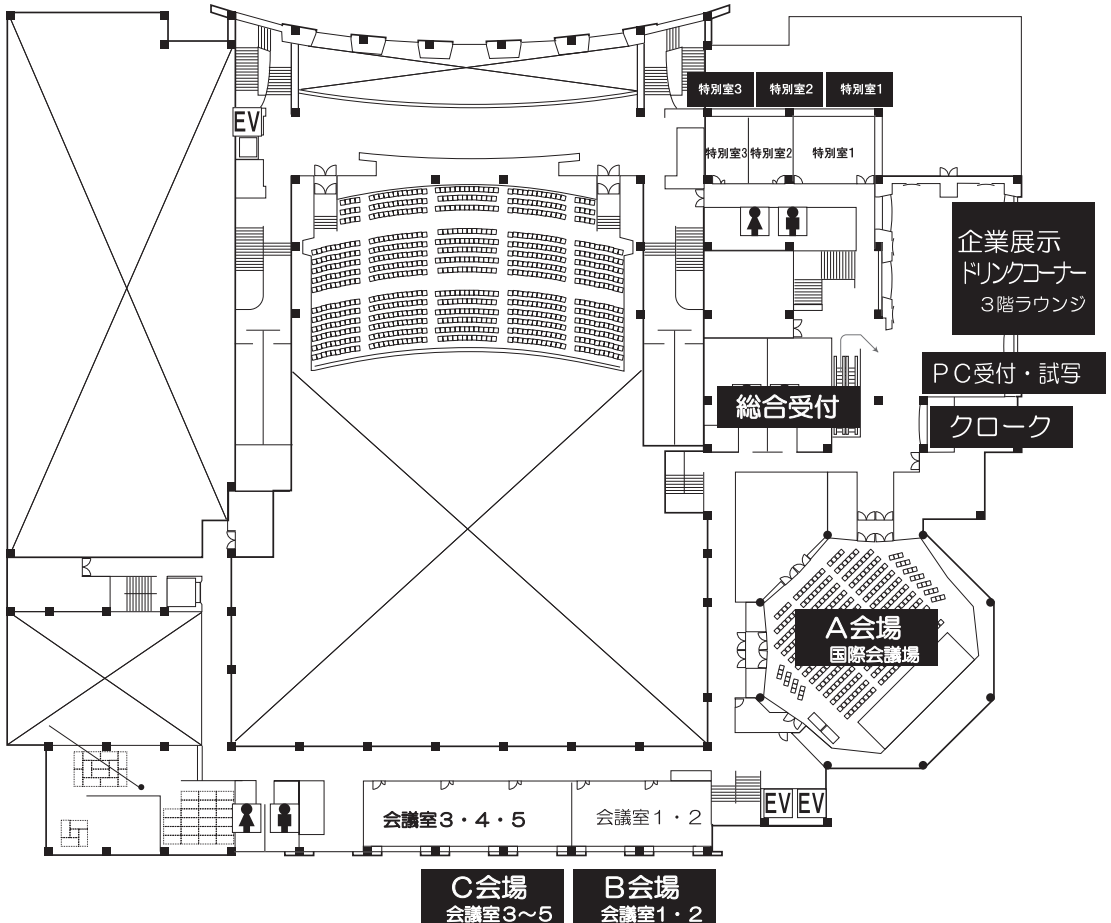 特別室3
特別室2
特別室1
EV
特別室3
特別室2
特別室1
企業展示
ドリンクコーナー
3階ラウンジ
PC受付・試写
総合受付
クローク
A会場
国際会議場
EV
EV
会議室3・4・5
会議室1・2
C会場
会議室3～5
B会場
会議室1・2